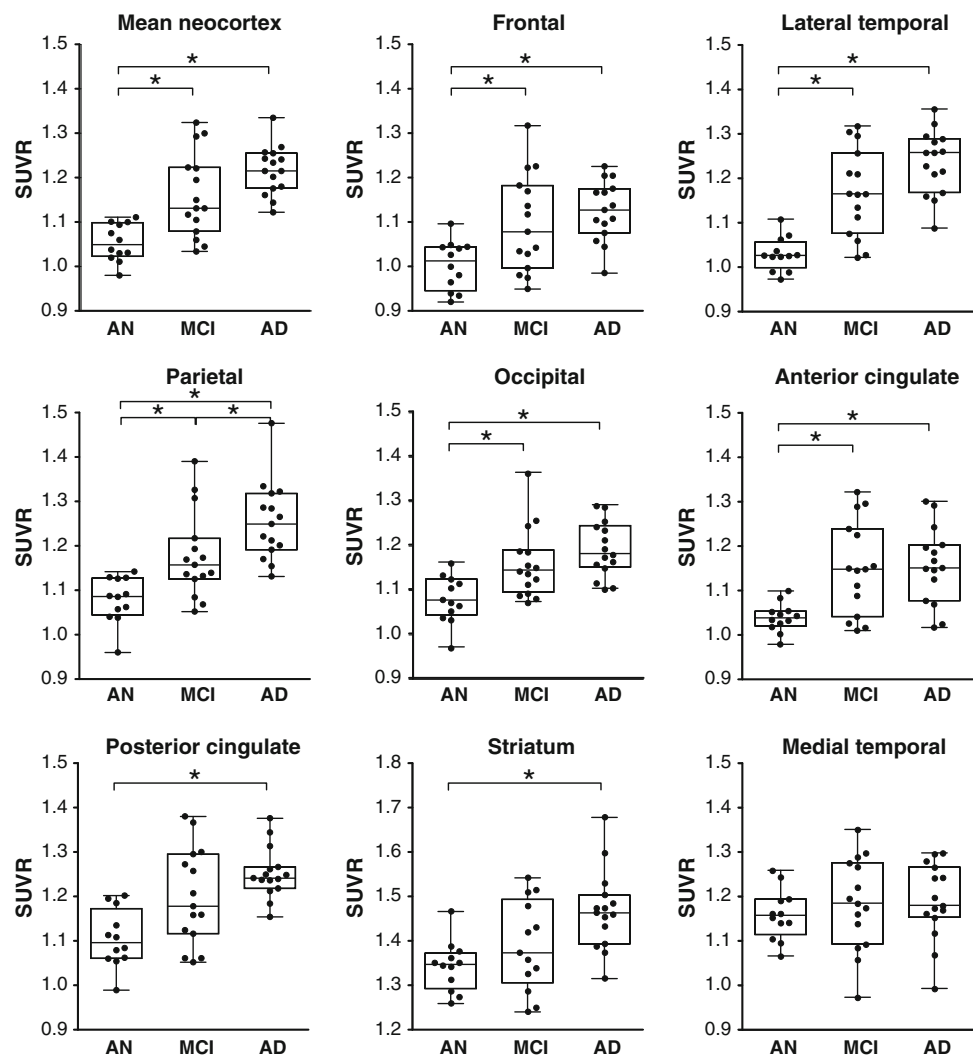 Mean neocortex
1.5
*
1.4
*
1.3
SUVR
1.2
1.1
1.0
0.9
AN MCI AD
Frontal
1.5
*
1.4
*
1.3
SUVR
1.2
1.1
1.0
0.9
AN MCI AD
Lateral temporal
1.5
*
1.4
*
1.3
SUVR
1.2
1.1
1.0
0.9
AN MCI AD
Parietal
*
1.5
* *
1.4
1.3
SUVR
1.2
1.1
1.0
0.9
AN MCI AD
Occipital
1.5
*
*
1.4
1.3
SUVR
1.2
1.1
1.0
0.9
AN MCI AD
Anterior cingulate
1.5
*
*
1.4
1.3
SUVR
1.2
1.1
1.0
0.9
AN MCI AD
Posterior cingulate
1.5
*
1.4
1.3
SUVR
1.2
1.1
1.0
0.9
AN MCI AD
Striatum
1.8
*
1.7
1.6
SUVR
1.5
1.4
1.3
1.2
AN MCI AD
Medial temporal
1.5
1.4
1.3
SUVR
1.2
1.1
1.0
0.9
AN MCI AD